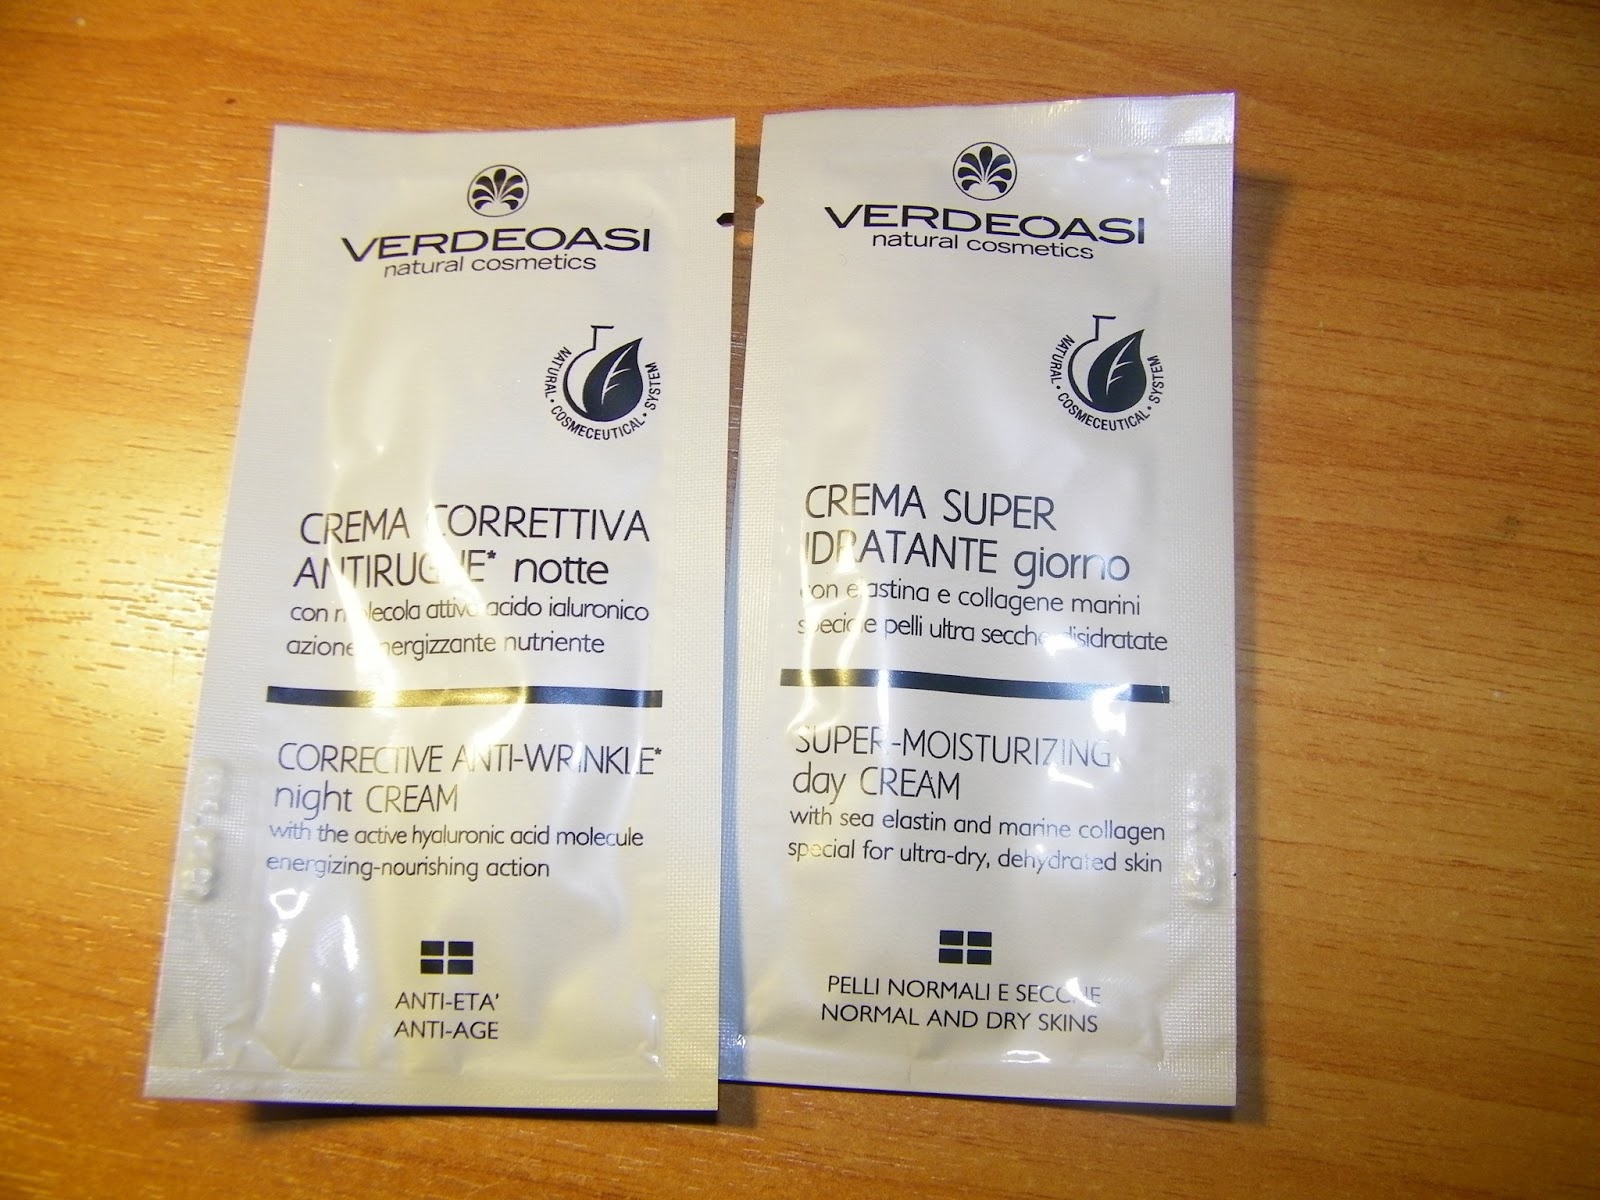 VERDEOASI
natural cosmetics
NATURAL • COSMECEUTICAL • SYSTEM
CREMA CORRETTIVA
ANTIRUGHE* notte
con molecola attiva acido ialuronico
azione energizzante nutriente
CORRECTIVE ANTI-WRINKLE*
night CREAM
with the active hyaluronic acid molecule
energizing-nourishing action
ANTI-ETA'
ANTI-AGE
VERDEOASI
natural cosmetics
NATURAL • COSMECEUTICAL • SYSTEM
CREMA SUPER
IDRATANTE giorno
con elastina e collagene marini
speciale pelli ultra secche disidratate
SUPER-MOISTURIZING
day CREAM
with sea elastin and marine collagen
special for ultra-dry, dehydrated skin
PELLI NORMALI E SECCHE
NORMAL AND DRY SKINS